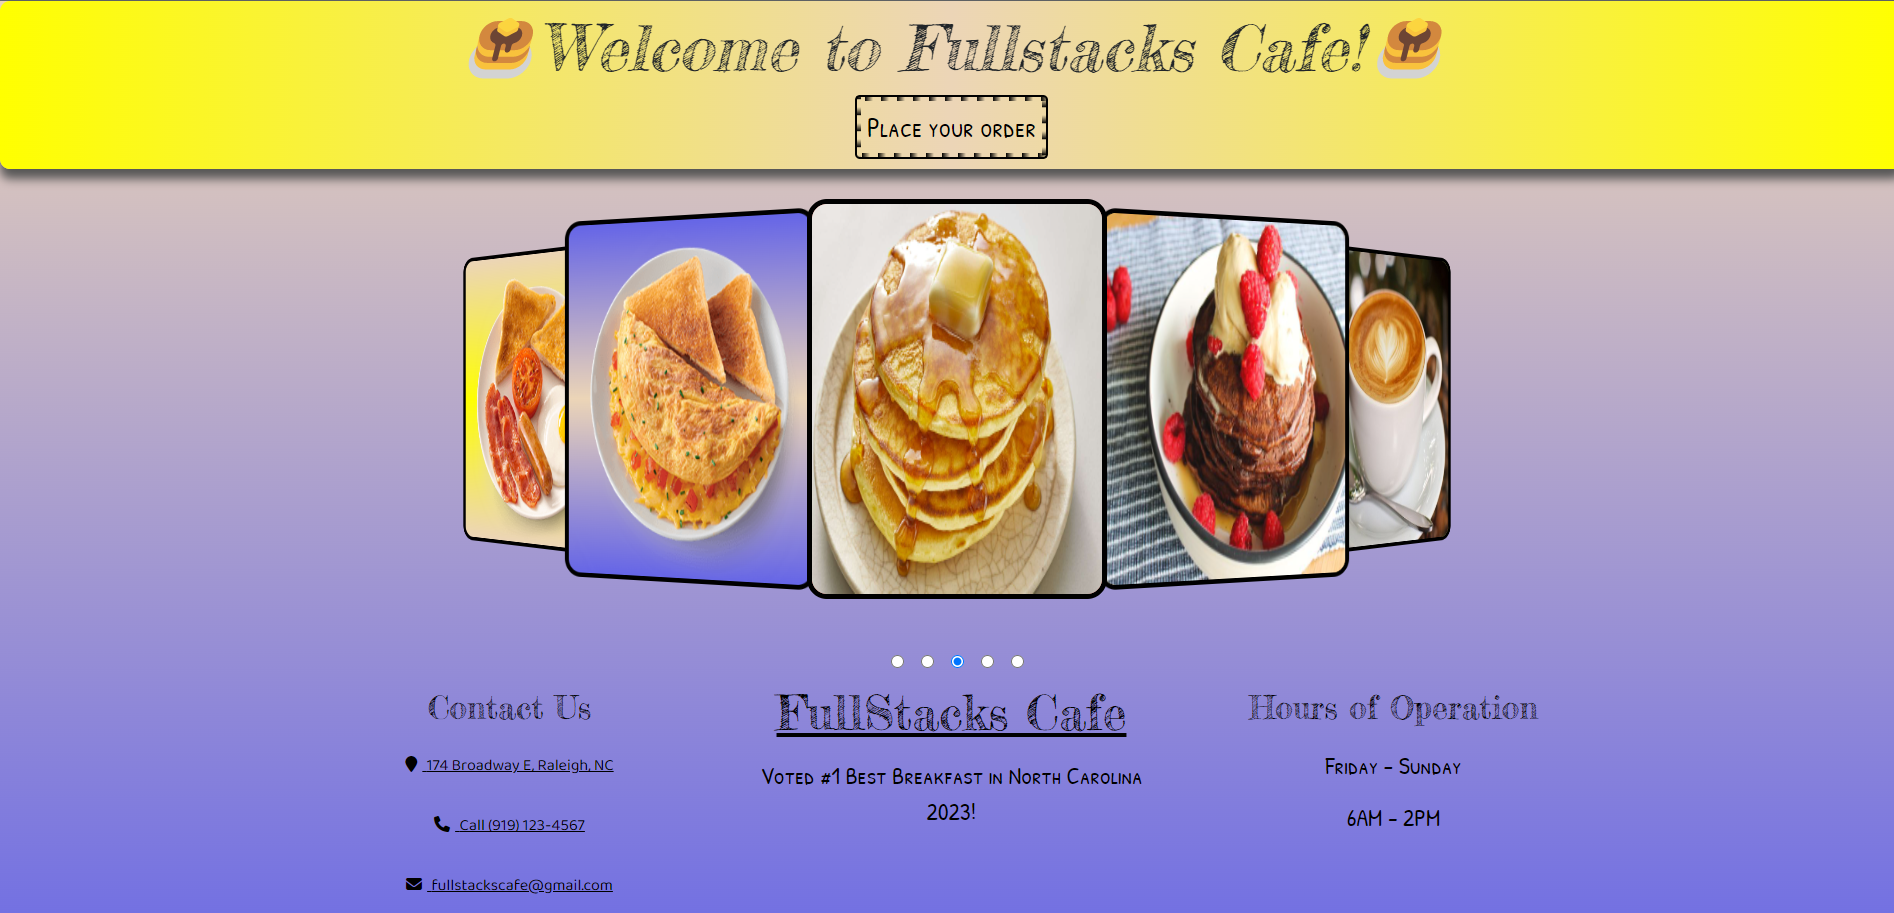 Welcome to Fullstacks Cafe!
Place your order
Contact Us
174 Broadway E, Raleigh, NC
Call (919) 123-4567
fullstackscafe@gmail.com
FullStacks Cafe
Voted #1 Best Breakfast in North Carolina
2023!
Hours of Operation
Friday - Sunday
6AM - 2PM